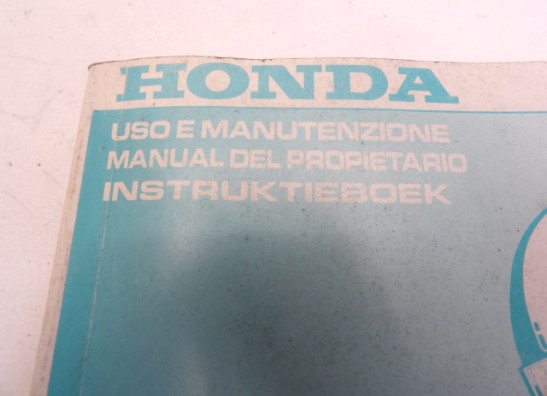 HONDA
USO E MANUTENZIONE
MANUAL DEL PROPIETARIO
INSTRUKTIEBOEK